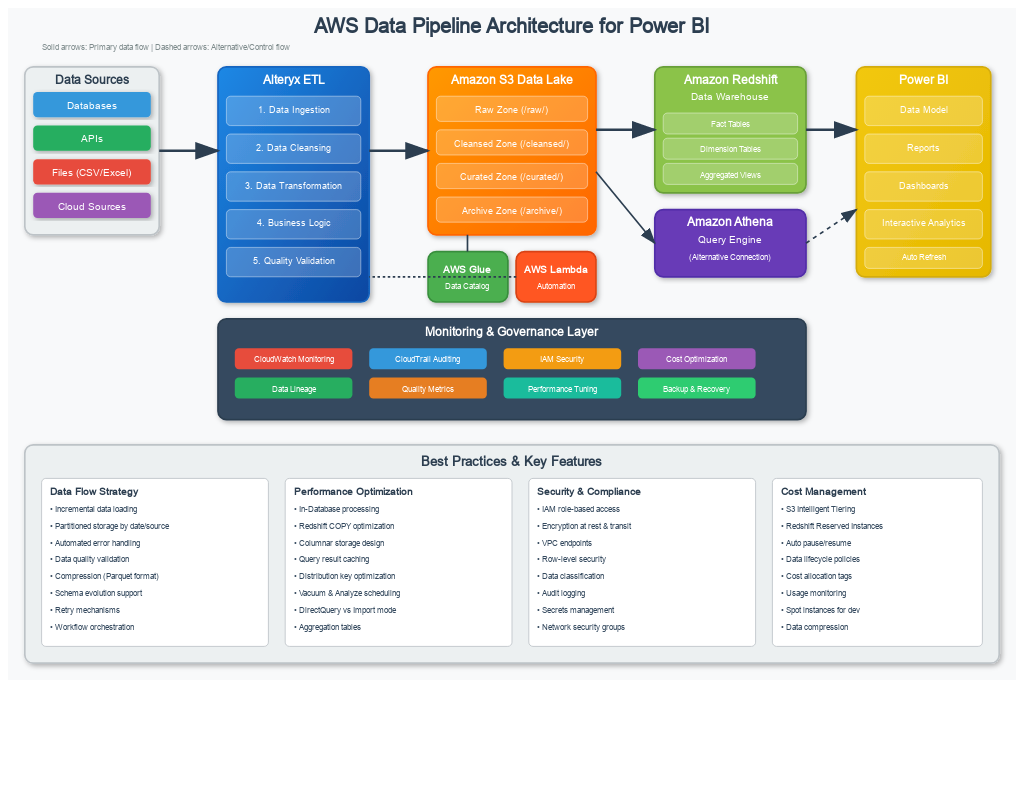 AWS Data Pipeline Architecture for Power BI
Solid arrows: Primary data flow | Dashed arrows: Alternative/Control flow
Data Sources
Databases
APIs
Files (CSV/Excel)
Cloud Sources
Alteryx ETL
1. Data Ingestion
2. Data Cleansing
3. Data Transformation
4. Business Logic
5. Quality Validation
Amazon S3 Data Lake
Raw Zone (/raw/)
Cleansed Zone (/cleansed/)
Curated Zone (/curated/)
Archive Zone (/archive/)
AWS Glue
Data Catalog
AWS Lambda
Automation
Amazon Redshift
Data Warehouse
Fact Tables
Dimension Tables
Aggregated Views
Amazon Athena
Query Engine
(Alternative Connection)
Power BI
Data Model
Reports
Dashboards
Interactive Analytics
Auto Refresh
Monitoring & Governance Layer
CloudWatch Monitoring
CloudTrail Auditing
IAM Security
Cost Optimization
Data Lineage
Quality Metrics
Performance Tuning
Backup & Recovery
Best Practices & Key Features
Data Flow Strategy
• Incremental data loading
• Partitioned storage by date/source
• Automated error handling
• Data quality validation
• Compression (Parquet format)
• Schema evolution support
• Retry mechanisms
• Workflow orchestration
Performance Optimization
• In-Database processing
• Redshift COPY optimization
• Columnar storage design
• Query result caching
• Distribution key optimization
• Vacuum & Analyze scheduling
• DirectQuery vs Import mode
• Aggregation tables
Security & Compliance
• IAM role-based access
• Encryption at rest & transit
• VPC endpoints
• Row-level security
• Data classification
• Audit logging
• Secrets management
• Network security groups
Cost Management
• S3 Intelligent Tiering
• Redshift Reserved Instances
• Auto pause/resume
• Data lifecycle policies
• Cost allocation tags
• Usage monitoring
• Spot instances for dev
• Data compression